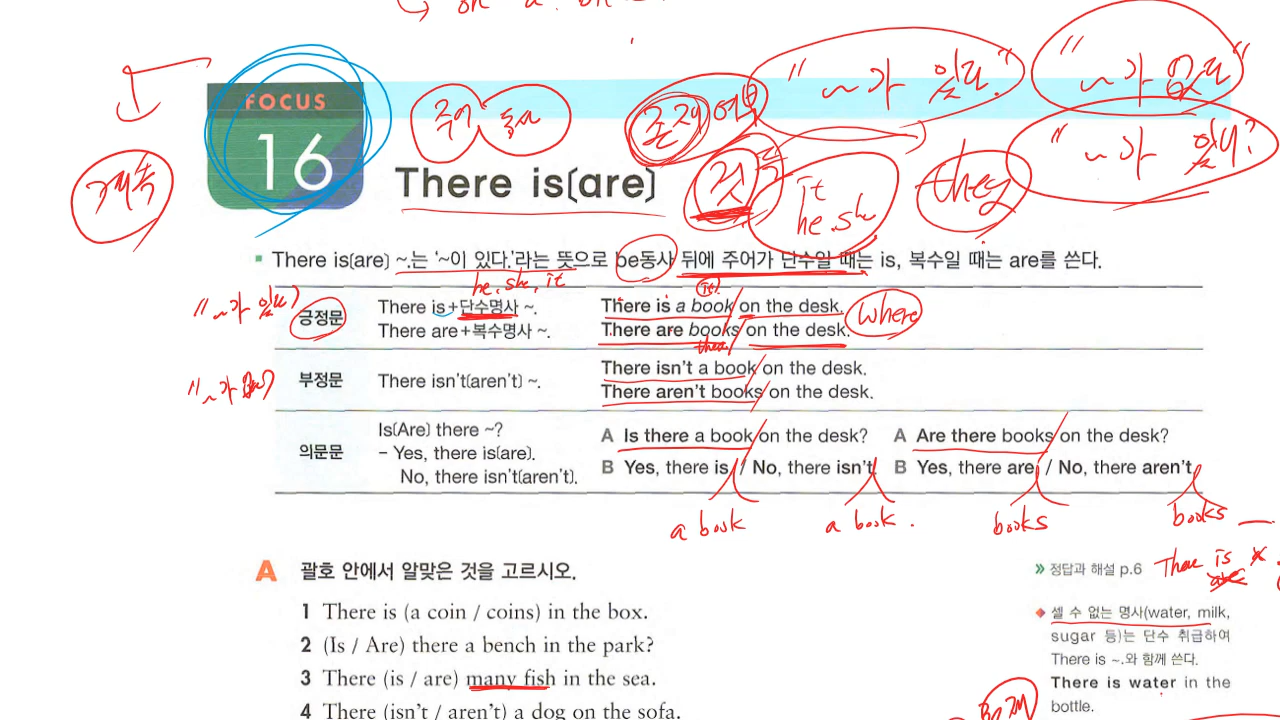 on a
FOCUS
16
주어 동사
존재 여부
"~가 있다."
"~가 없다"
"~가 있니?"
계속
There is(are)
것
it
he. she
they
▪ There is(are) ~.는 '~이 있다.'라는 뜻으로 be동사 뒤에 주어가 단수일 때는 is, 복수일 때는 are를 쓴다.
he, she, it
긍정문
There is+단수명사 ~.
There are+복수명사 ~.
There is a book on the desk.
There are books on the desk.
where
부정문
There isn't(aren't) ~.
There isn't a book on the desk.
There aren't books on the desk.
의문문
Is(Are) there ~?
– Yes, there is(are).
No, there isn't(aren't).
A Is there a book on the desk?
B Yes, there is. / No, there isn't.
A Are there books on the desk?
B Yes, there are. / No, there aren't.
a book
a book.
books
books
A 괄호 안에서 알맞은 것을 고르시오.
1 There is (a coin / coins) in the box.
2 (Is / Are) there a bench in the park?
3 There (is / are) many fish in the sea.
4 There (isn't / aren't) a dog on the sofa.
» 정답과 해설 p.6
There is
are
◆ 셀 수 없는 명사(water, milk,
sugar 등)는 단수 취급하여
There is ~.와 함께 쓴다.
There is water in the
bottle.